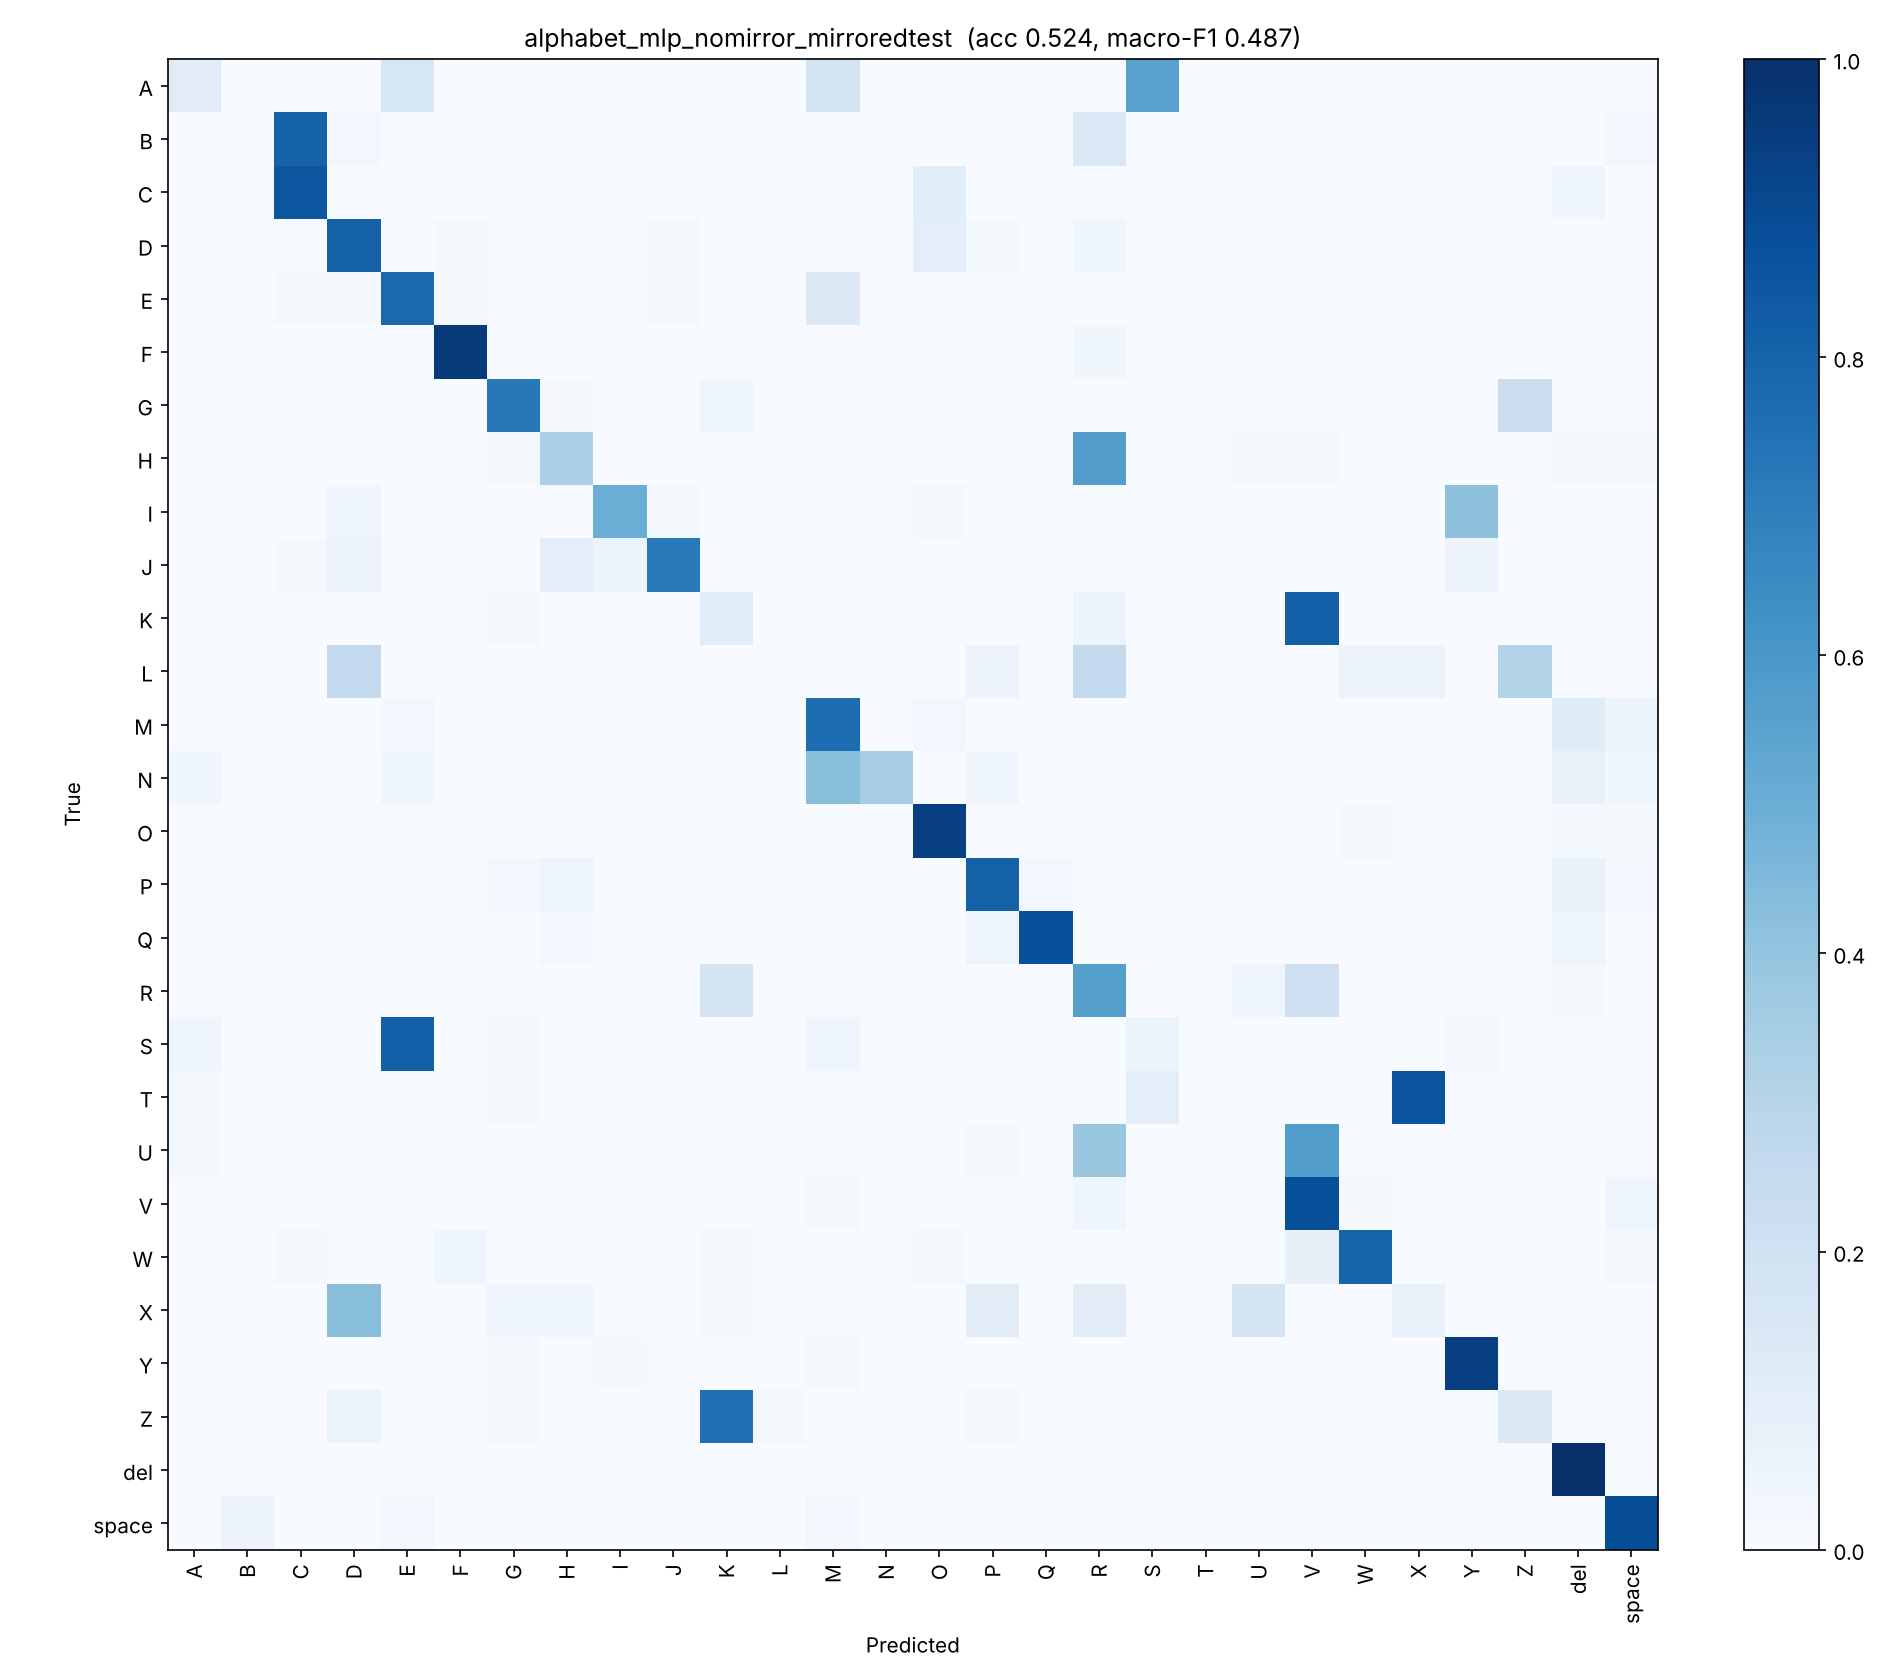 alphabet_mlp_nomirror_mirroredtest (acc 0.524, macro-F1 0.487)
True
A
B
C
D
E
F
G
H
I
J
K
L
M
N
O
P
Q
R
S
T
U
V
W
X
Y
Z
del
space
A B C D E F G H I J K L M N O P Q R S T U V W X Y Z del space
Predicted
1.0
0.8
0.6
0.4
0.2
0.0